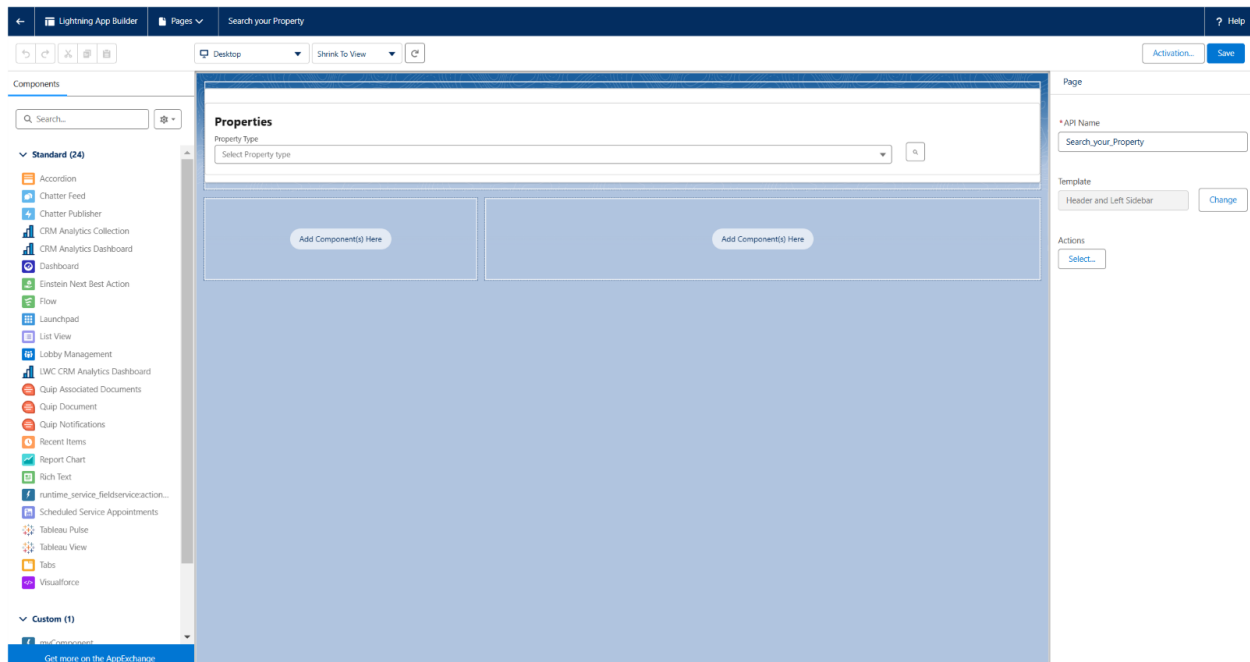 Lightning App Builder
Pages
Search your Property
? Help
Desktop
Shrink To View
Activation...
Save
Components
Search...
Standard (24)
Accordion
Chatter Feed
Chatter Publisher
CRM Analytics Collection
CRM Analytics Dashboard
Dashboard
Einstein Next Best Action
Flow
Launchpad
List View
Lobby Management
LWC CRM Analytics Dashboard
Quip Associated Documents
Quip Document
Quip Notifications
Recent Items
Report Chart
Rich Text
runtime_service_fieldservice:action...
Scheduled Service Appointments
Tableau Pulse
Tableau View
Tabs
Visualforce
Custom (1)
myComponent
Get more on the AppExchange
Properties
Property Type
Select Property type
Add Component(s) Here
Add Component(s) Here
Page
*API Name
Search_your_Property
Template
Header and Left Sidebar
Change
Actions
Select...